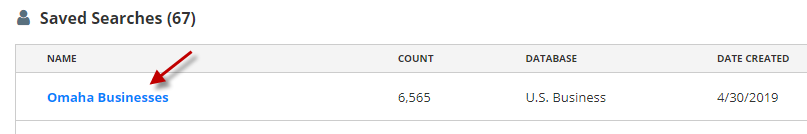 Saved Searches (67)
NAME COUNT DATABASE DATE CREATED
Omaha Businesses 6,565 U.S. Business 4/30/2019